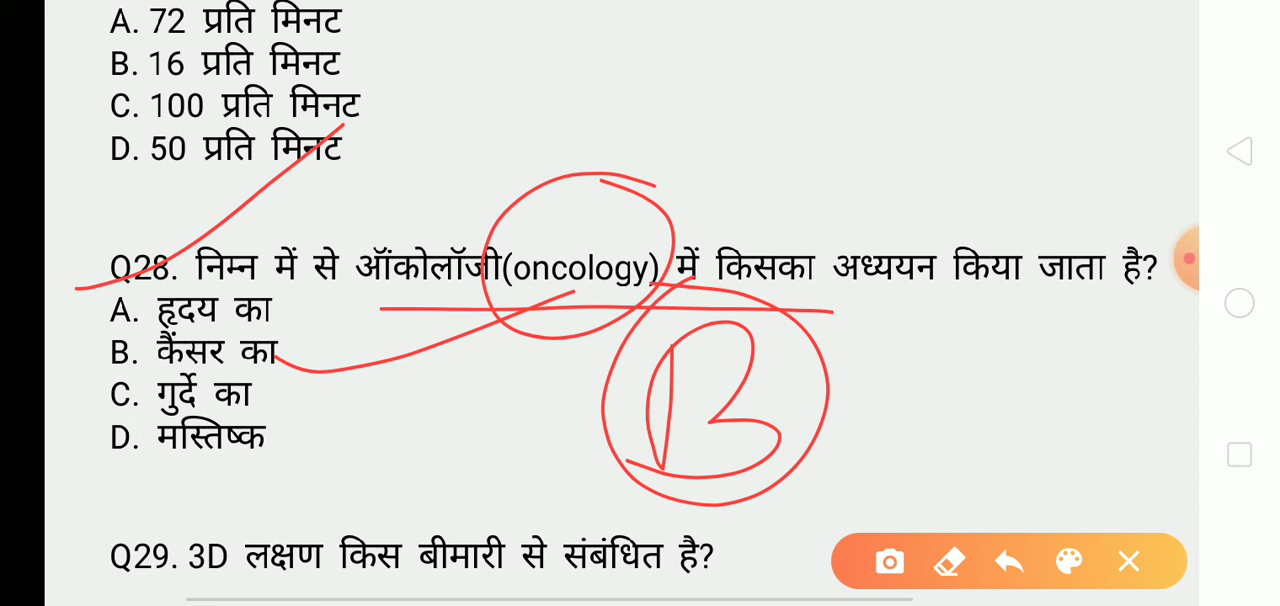 A. 72 प्रति मिनट
B. 16 प्रति मिनट
C. 100 प्रति मिनट
D. 50 प्रति मिनट
Q28. निम्न में से ऑंकोलॉजी(oncology) में किसका अध्ययन किया जाता है?
A. हृदय का
B. कैंसर का
C. गुर्दे का
D. मस्तिष्क
B
Q29. 3D लक्षण किस बीमारी से संबंधित है?